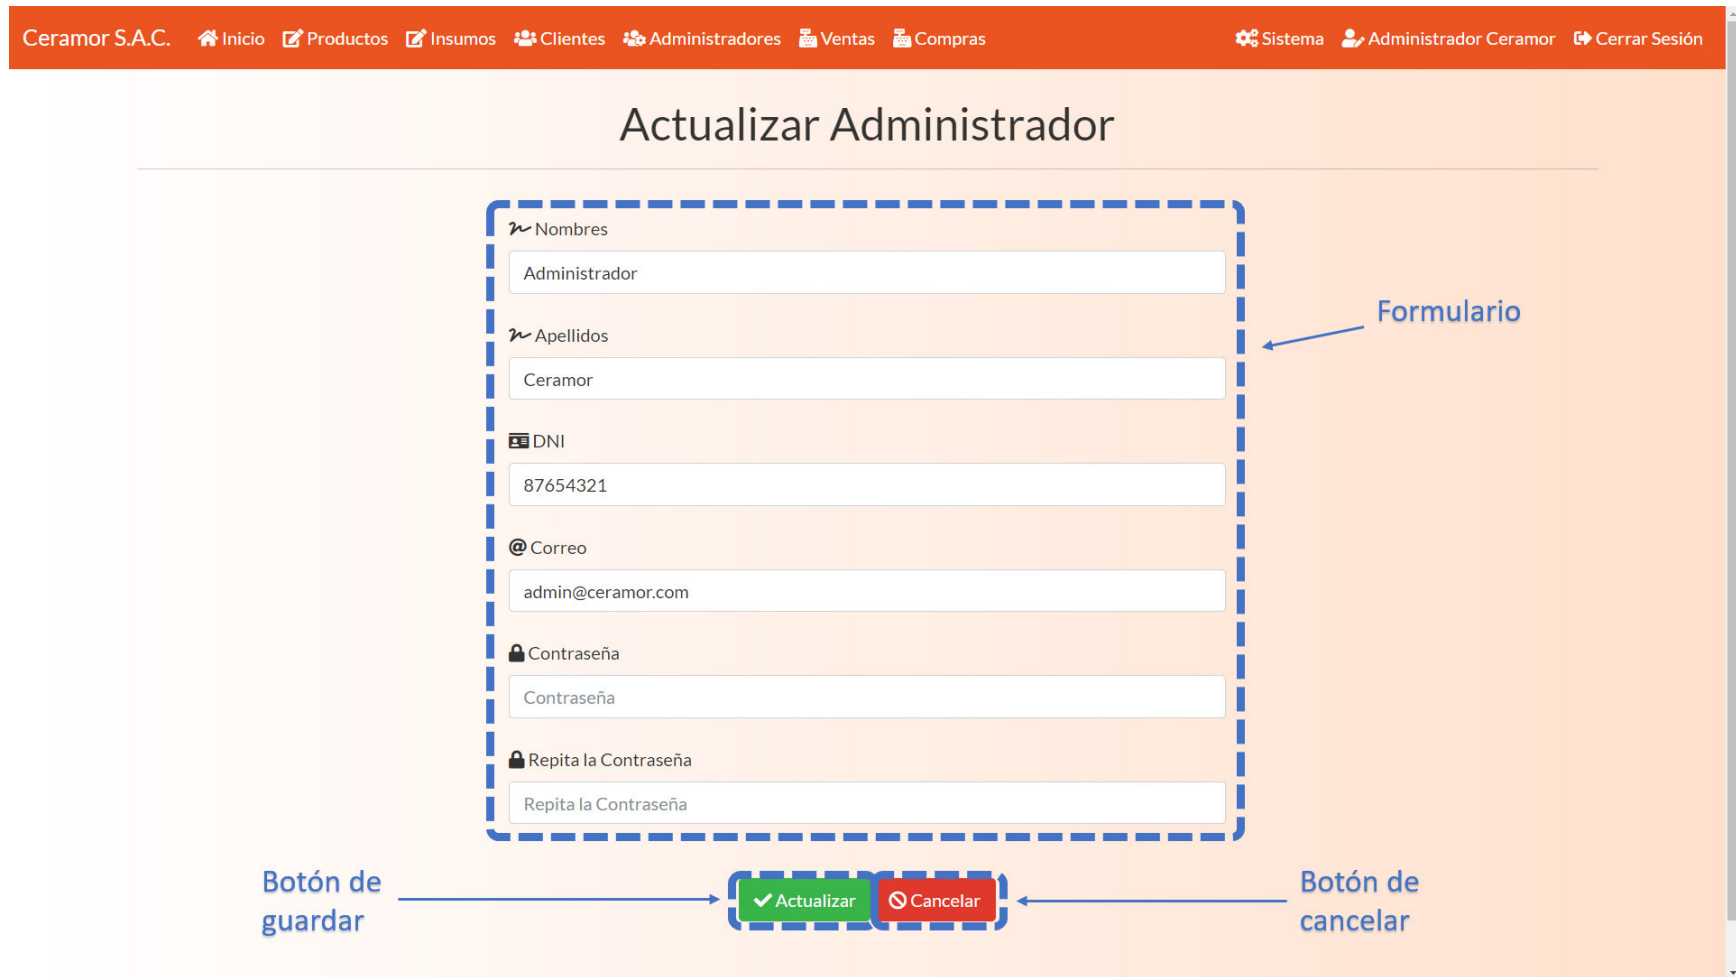 Ceramor S.A.C. Inicio Productos Insumos Clientes Administradores Ventas Compras Sistema Administrador Ceramor Cerrar Sesión
Actualizar Administrador
Nombres
Administrador
Formulario
Apellidos
Ceramor
DNI
87654321
@ Correo
admin@ceramor.com
Contraseña
Contraseña
Repita la Contraseña
Repita la Contraseña
Botón de
guardar
Actualizar Cancelar
Botón de
cancelar